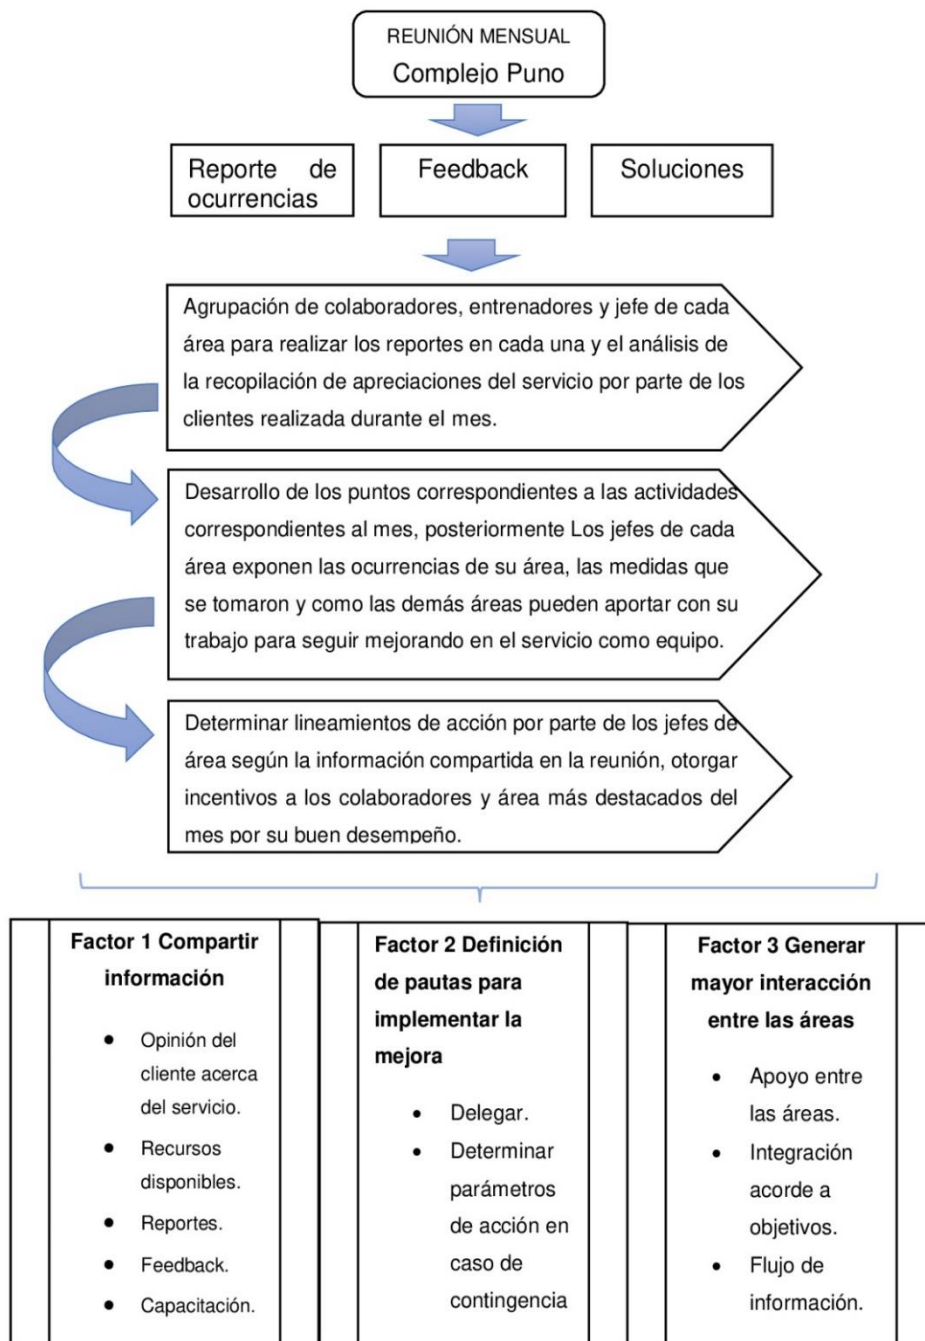 REUNIÓN MENSUAL
Complejo Puno
Reporte de
ocurrencias
Feedback
Soluciones
Agrupación de colaboradores, entrenadores y jefe de cada
área para realizar los reportes en cada una y el análisis de
la recopilación de apreciaciones del servicio por parte de los
clientes realizada durante el mes.
Desarrollo de los puntos correspondientes a las actividades
correspondientes al mes, posteriormente Los jefes de cada
área exponen las ocurrencias de su área, las medidas que
se tomaron y como las demás áreas pueden aportar con su
trabajo para seguir mejorando en el servicio como equipo.
Determinar lineamientos de acción por parte de los jefes de
área según la información compartida en la reunión, otorgar
incentivos a los colaboradores y área más destacados del
mes por su buen desempeño.
Factor 1 Compartir
información
• Opinión del
cliente acerca
del servicio.
• Recursos
disponibles.
• Reportes.
• Feedback.
• Capacitación.
Factor 2 Definición
de pautas para
implementar la
mejora
• Delegar.
• Determinar
parámetros
de acción en
caso de
contingencia
Factor 3 Generar
mayor interacción
entre las áreas
• Apoyo entre
las áreas.
• Integración
acorde a
objetivos.
• Flujo de
información.